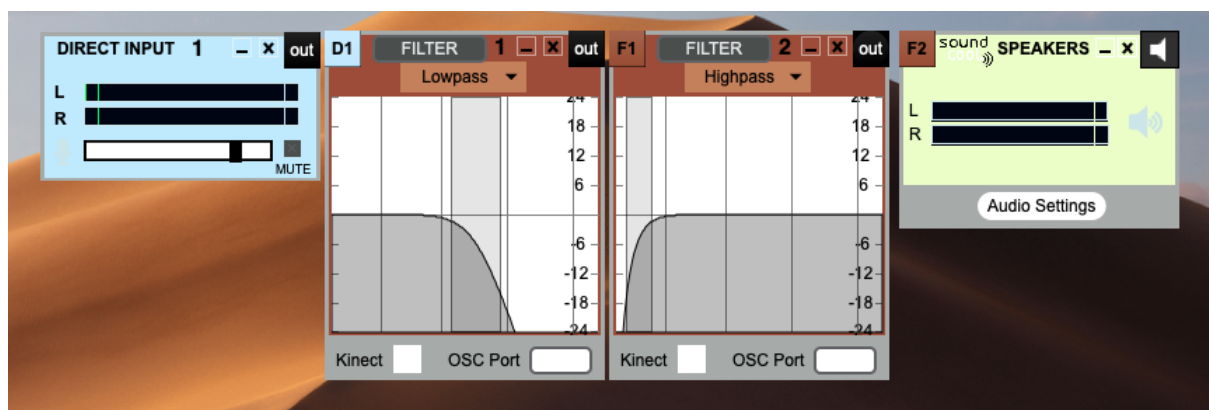 DIRECT INPUT 1 – × out
L
R
MUTE
D1 FILTER 1 – × out
Lowpass
24
18
12
6
-6
-12
-18
-24
Kinect OSC Port
F1 FILTER 2 – × out
Highpass
24
18
12
6
-6
-12
-18
-24
Kinect OSC Port
F2 sound SPEAKERS – ×
L
R
Audio Settings